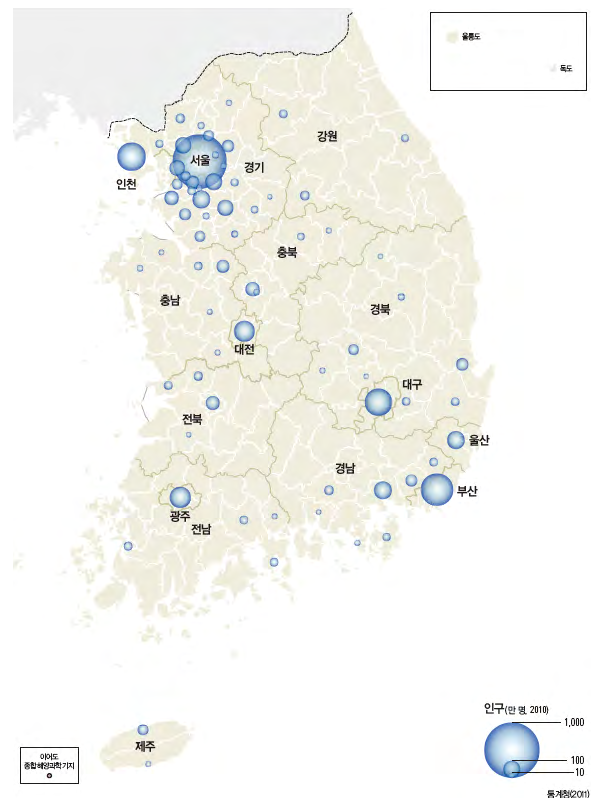 울릉도
독도
강원
서울
경기
인천
충북
충남
경북
대전
대구
전북
울산
경남
부산
광주
전남
제주
이어도
종합해양과학기지
인구(만 명, 2010)
1,000
100
10
통계청(2011)